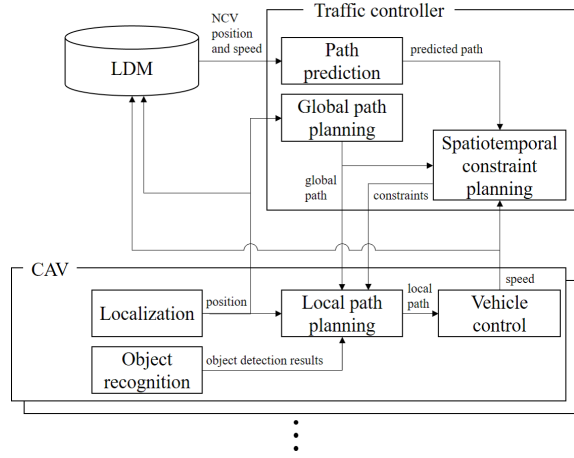 Traffic controller
NCV
position
and speed
LDM
Path
prediction
predicted path
Global path
planning
Spatiotemporal
constraint
planning
global
path
constraints
CAV
speed
Localization
position
Local path
planning
local
path
Vehicle
control
Object
recognition
object detection results